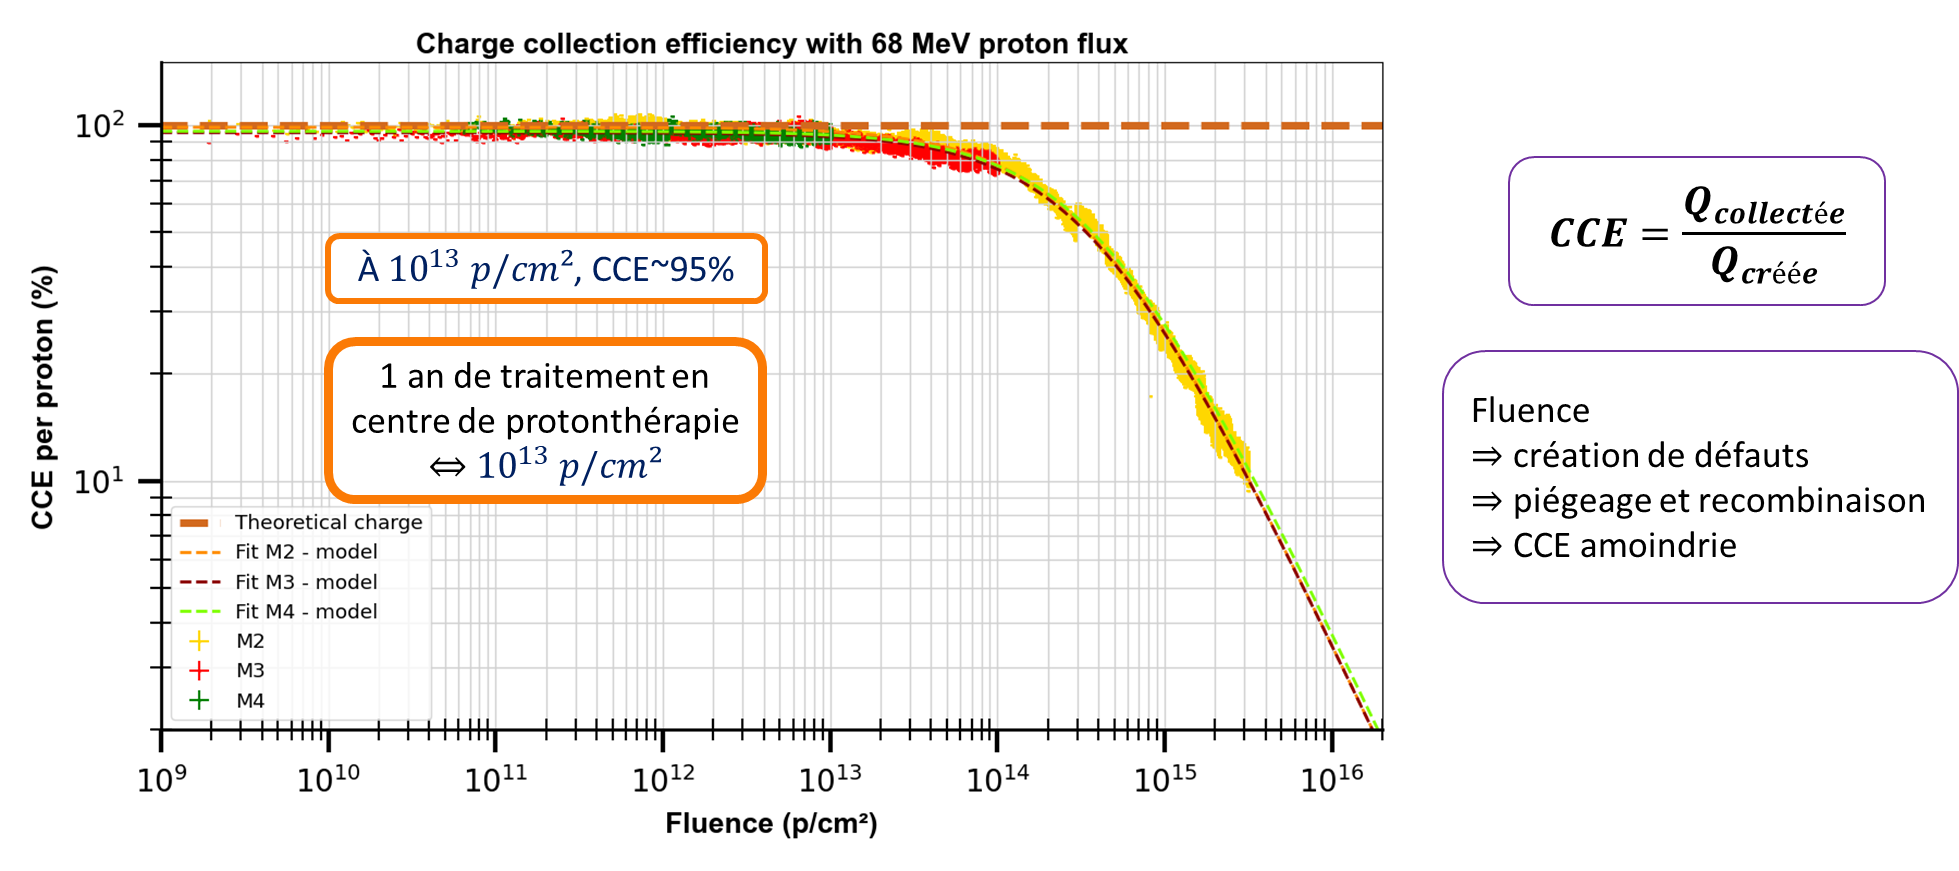 Charge collection efficiency with 68 MeV proton flux
CCE per proton (%)
10²
10¹
À 10¹³ p/cm², CCE~95%
1 an de traitement en
centre de protonthérapie
⇔ 10¹³ p/cm²
Theoretical charge
Fit M2 - model
Fit M3 - model
Fit M4 - model
M2
M3
M4
10⁹ 10¹⁰ 10¹¹ 10¹² 10¹³ 10¹⁴ 10¹⁵ 10¹⁶
Fluence (p/cm²)
CCE = Q collectée / Q créée
Fluence
⇒ création de défauts
⇒ piégeage et recombinaison
⇒ CCE amoindrie